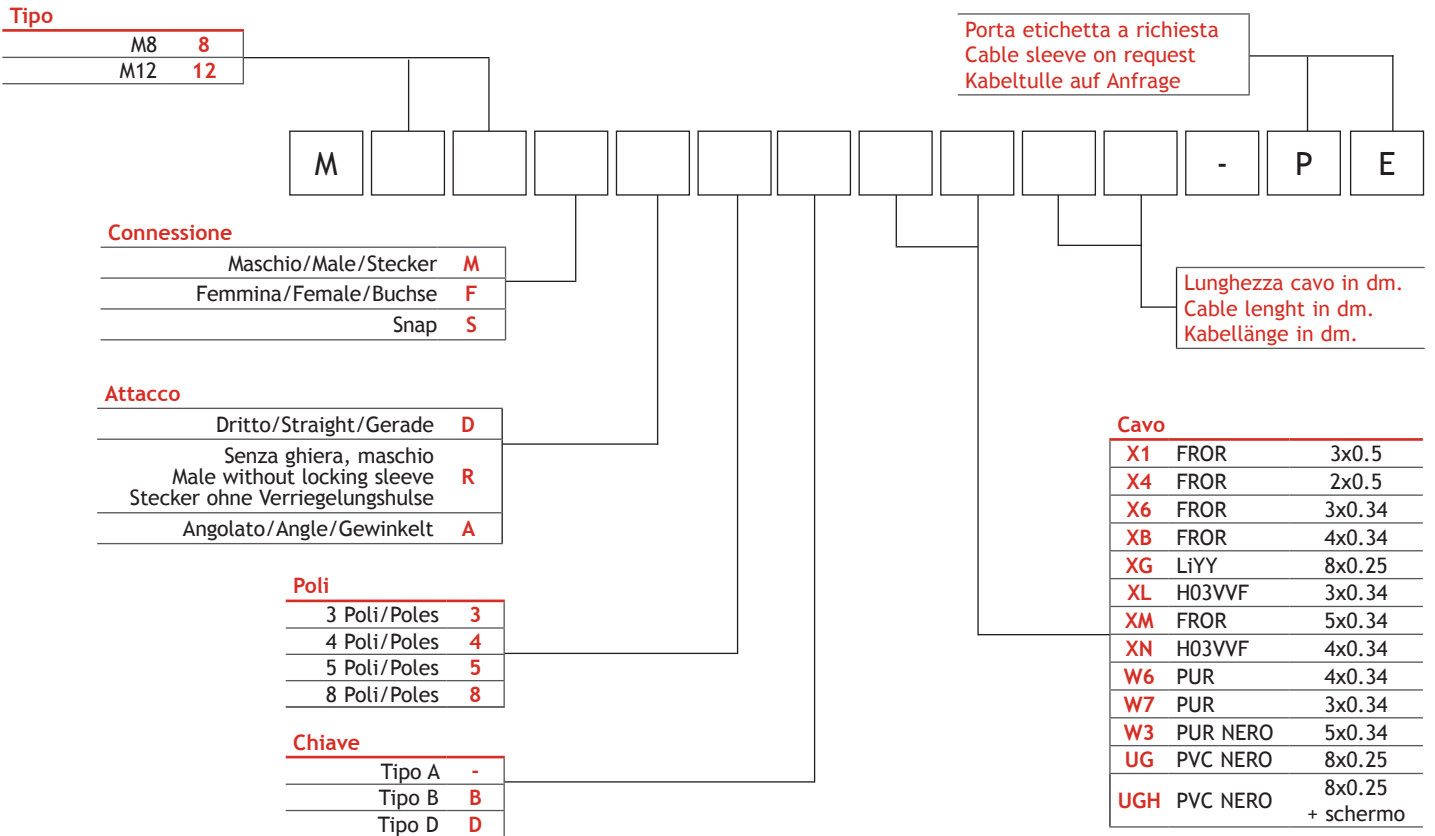 Tipo
M8 8
M12 12
Porta etichetta a richiesta
Cable sleeve on request
Kabeltulle auf Anfrage
M - P E
Connessione
Maschio/Male/Stecker M
Femmina/Female/Buchse F
Snap S
Lunghezza cavo in dm.
Cable lenght in dm.
Kabellänge in dm.
Attacco
Dritto/Straight/Gerade D
Senza ghiera, maschio
Male without locking sleeve R
Stecker ohne Verriegelungshulse
Angolato/Angle/Gewinkelt A
Poli
3 Poli/Poles 3
4 Poli/Poles 4
5 Poli/Poles 5
8 Poli/Poles 8
Chiave
Tipo A -
Tipo B B
Tipo D D
Cavo
X1 FROR 3x0.5
X4 FROR 2x0.5
X6 FROR 3x0.34
XB FROR 4x0.34
XG LiYY 8x0.25
XL H03VVF 3x0.34
XM FROR 5x0.34
XN H03VVF 4x0.34
W6 PUR 4x0.34
W7 PUR 3x0.34
W3 PUR NERO 5x0.34
UG PVC NERO 8x0.25
UGH PVC NERO 8x0.25
+ schermo